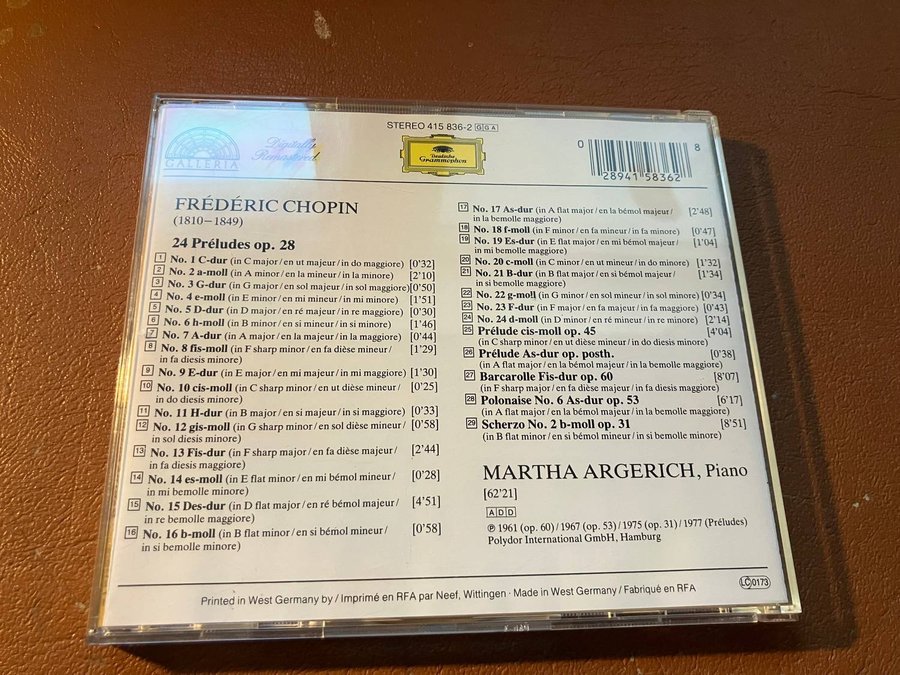 STEREO 415 836-2 GGA
GALLERIA
Digitally
Remastered
Deutsche
Grammophon
0 28941 58362 8
FRÉDÉRIC CHOPIN
(1810–1849)
24 Préludes op. 28
1 No. 1 C-dur (in C major / en ut majeur / in do maggiore) [0'32]
2 No. 2 a-moll (in A minor / en la mineur / in la minore) [2'10]
3 No. 3 G-dur (in G major / en sol majeur / in sol maggiore) [0'50]
4 No. 4 e-moll (in E minor / en mi mineur / in mi minore) [1'51]
5 No. 5 D-dur (in D major / en ré majeur / in re maggiore) [0'30]
6 No. 6 h-moll (in B minor / en si mineur / in si minore) [1'46]
7 No. 7 A-dur (in A major / en la majeur / in la maggiore) [0'44]
8 No. 8 fis-moll (in F sharp minor / en fa dièse mineur / [1'29]
in fa diesis minore)
9 No. 9 E-dur (in E major / en mi majeur / in mi maggiore) [1'30]
10 No. 10 cis-moll (in C sharp minor / en ut dièse mineur / [0'25]
in do diesis minore)
11 No. 11 H-dur (in B major / en si majeur / in si maggiore) [0'33]
12 No. 12 gis-moll (in G sharp minor / en sol dièse mineur / [0'58]
in sol diesis minore)
13 No. 13 Fis-dur (in F sharp major / en fa dièse majeur / [2'44]
in fa diesis maggiore)
14 No. 14 es-moll (in E flat minor / en mi bémol mineur / [0'28]
in mi bemolle minore)
15 No. 15 Des-dur (in D flat major / en ré bémol majeur / [4'51]
in re bemolle maggiore)
16 No. 16 b-moll (in B flat minor / en si bémol mineur / [0'58]
in si bemolle minore)
17 No. 17 As-dur (in A flat major / en la bémol majeur / [2'48]
in la bemolle maggiore)
18 No. 18 f-moll (in F minor / en fa mineur / in fa minore) [0'47]
19 No. 19 Es-dur (in E flat major / en mi bémol majeur / [1'04]
in mi bemolle maggiore)
20 No. 20 c-moll (in C minor / en ut mineur / in do minore) [1'32]
21 No. 21 B-dur (in B flat major / en si bémol majeur / [1'34]
in si bemolle maggiore)
22 No. 22 g-moll (in G minor / en sol mineur / in sol minore) [0'34]
23 No. 23 F-dur (in F major / en fa majeur / in fa maggiore) [0'43]
24 No. 24 d-moll (in D minor / en ré mineur / in re minore) [2'14]
25 Prélude cis-moll op. 45 [4'04]
(in C sharp minor / en ut dièse mineur / in do diesis minore)
26 Prélude As-dur op. posth. [0'38]
(in A flat major / en la bémol majeur / in la bemolle maggiore)
27 Barcarolle Fis-dur op. 60 [8'07]
(in F sharp major / en fa dièse majeur / in fa diesis maggiore)
28 Polonaise No. 6 As-dur op. 53 [6'17]
(in A flat major / en la bémol majeur / in la bemolle maggiore)
29 Scherzo No. 2 b-moll op. 31 [8'51]
(in B flat minor / en si bémol mineur / in si bemolle minore)
MARTHA ARGERICH, Piano
[62'21]
ADD
℗ 1961 (op. 60) / 1967 (op. 53) / 1975 (op. 31) / 1977 (Préludes)
Polydor International GmbH, Hamburg
LC 0173
Printed in West Germany by / Imprimé en RFA par Neef, Wittingen · Made in West Germany / Fabriqué en RFA